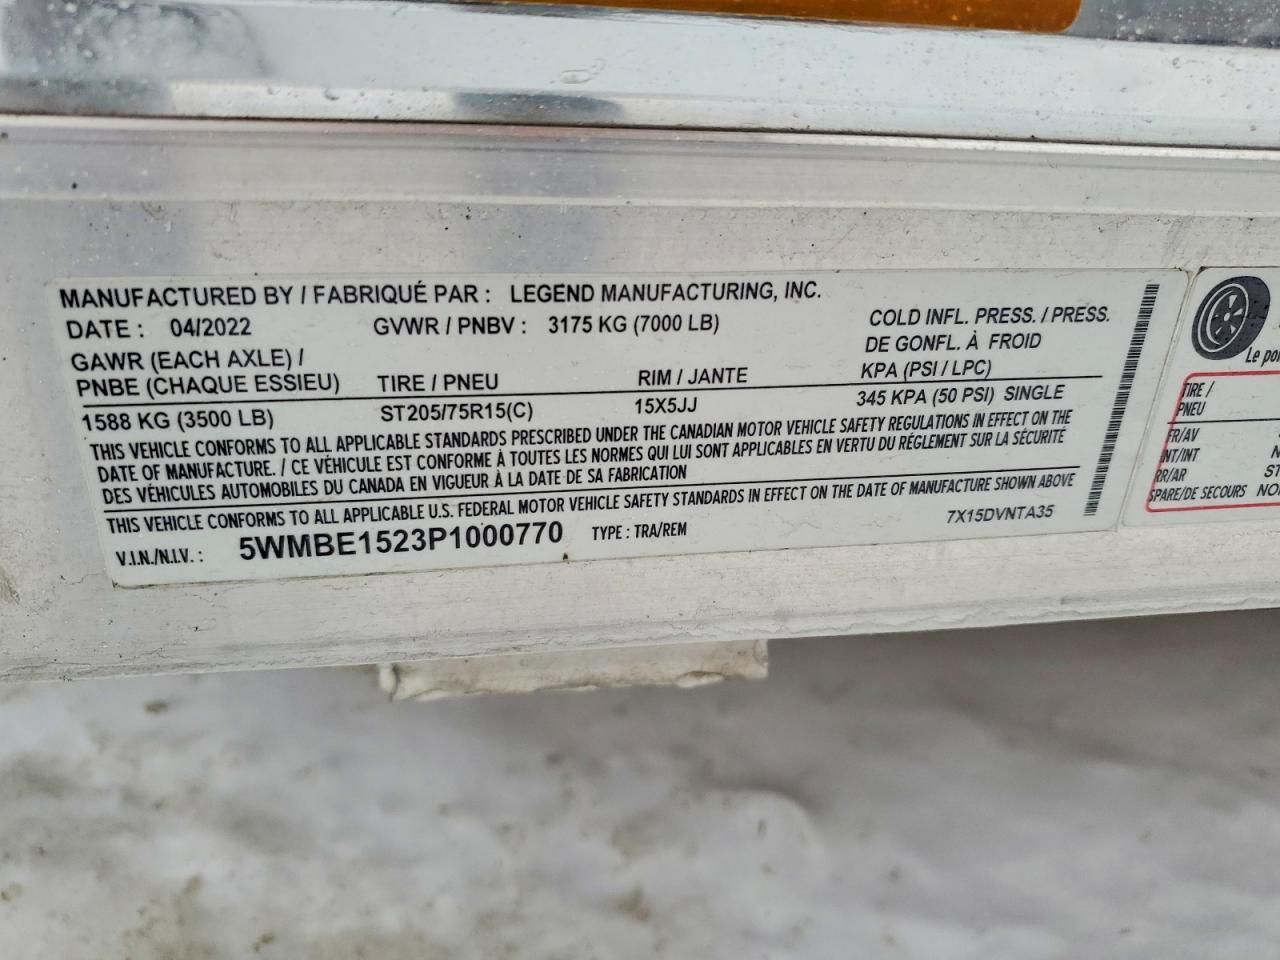 MANUFACTURED BY / FABRIQUÉ PAR : LEGEND MANUFACTURING, INC.
DATE : 04/2022 GVWR / PNBV : 3175 KG (7000 LB)
COLD INFL. PRESS. / PRESS.
DE GONFL. À FROID
KPA (PSI / LPC)
GAWR (EACH AXLE) /
PNBE (CHAQUE ESSIEU) TIRE / PNEU RIM / JANTE
1588 KG (3500 LB) ST205/75R15(C) 15X5JJ 345 KPA (50 PSI) SINGLE
THIS VEHICLE CONFORMS TO ALL APPLICABLE STANDARDS PRESCRIBED UNDER THE CANADIAN MOTOR VEHICLE SAFETY REGULATIONS IN EFFECT ON THE
DATE OF MANUFACTURE. / CE VÉHICULE EST CONFORME À TOUTES LES NORMES QUI LUI SONT APPLICABLES EN VERTU DU RÉGLEMENT SUR LA SÉCURITÉ
DES VÉHICULES AUTOMOBILES DU CANADA EN VIGUEUR À LA DATE DE SA FABRICATION
THIS VEHICLE CONFORMS TO ALL APPLICABLE U.S. FEDERAL MOTOR VEHICLE SAFETY STANDARDS IN EFFECT ON THE DATE OF MANUFACTURE SHOWN ABOVE
V.I.N./N.I.V. : 5WMBE1523P1000770 TYPE : TRA/REM 7X15DVNTA35
Le
TIRE /
PNEU
FR/AV
INT/INT
RR/AR ST
SPARE/DE SECOURS